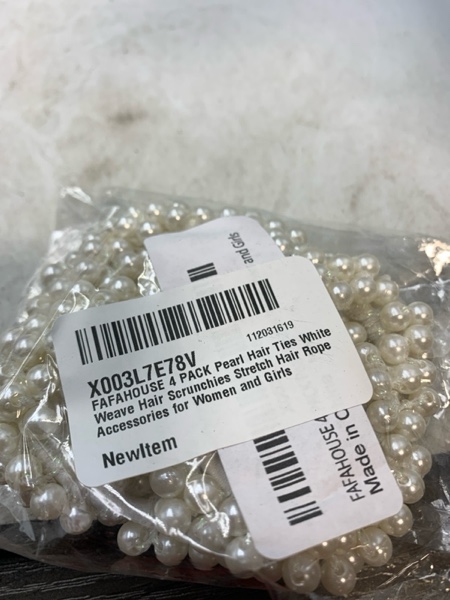 and Girls
112031619
X003L7E78V
FAFAHOUSE 4 PACK Pearl Hair Ties White
Weave Hair Scrunchies Stretch Hair Rope
Accessories for Women and Girls
NewItem
FAFAHOUSE 4
Made in C